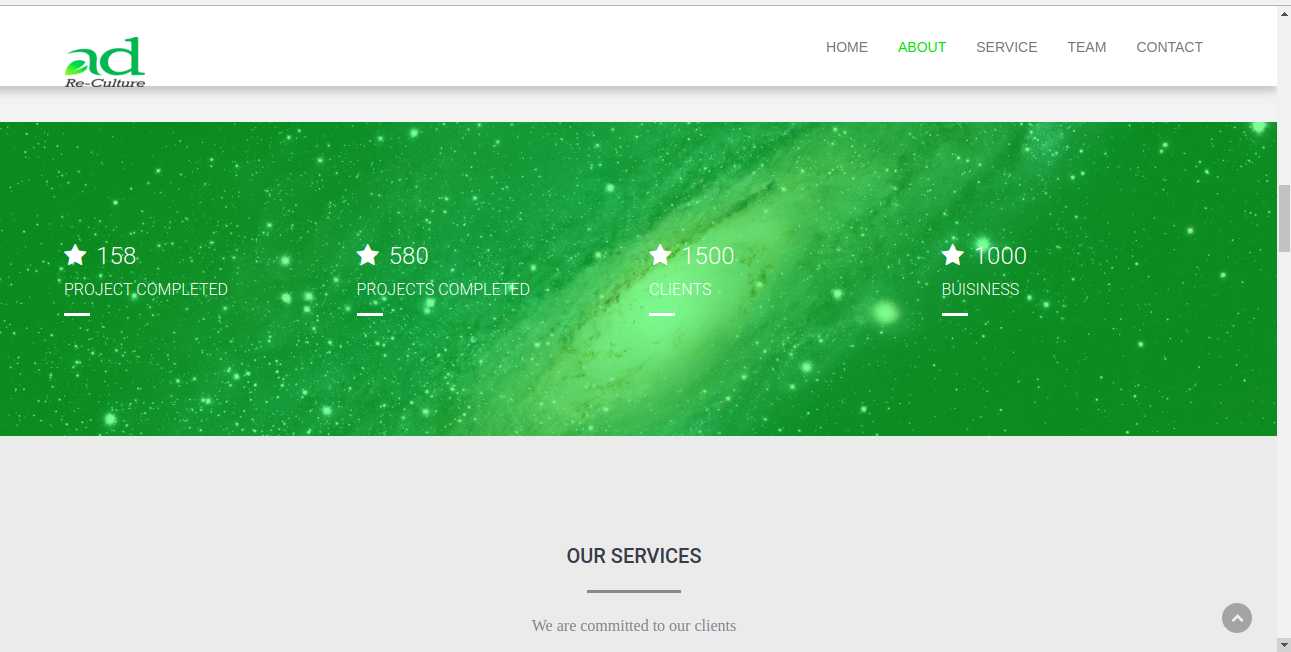 ad
Re-Culture
HOME ABOUT SERVICE TEAM CONTACT
158 580 1500 1000
PROJECT COMPLETED PROJECTS COMPLETED CLIENTS BUISINESS
OUR SERVICES
We are committed to our clients